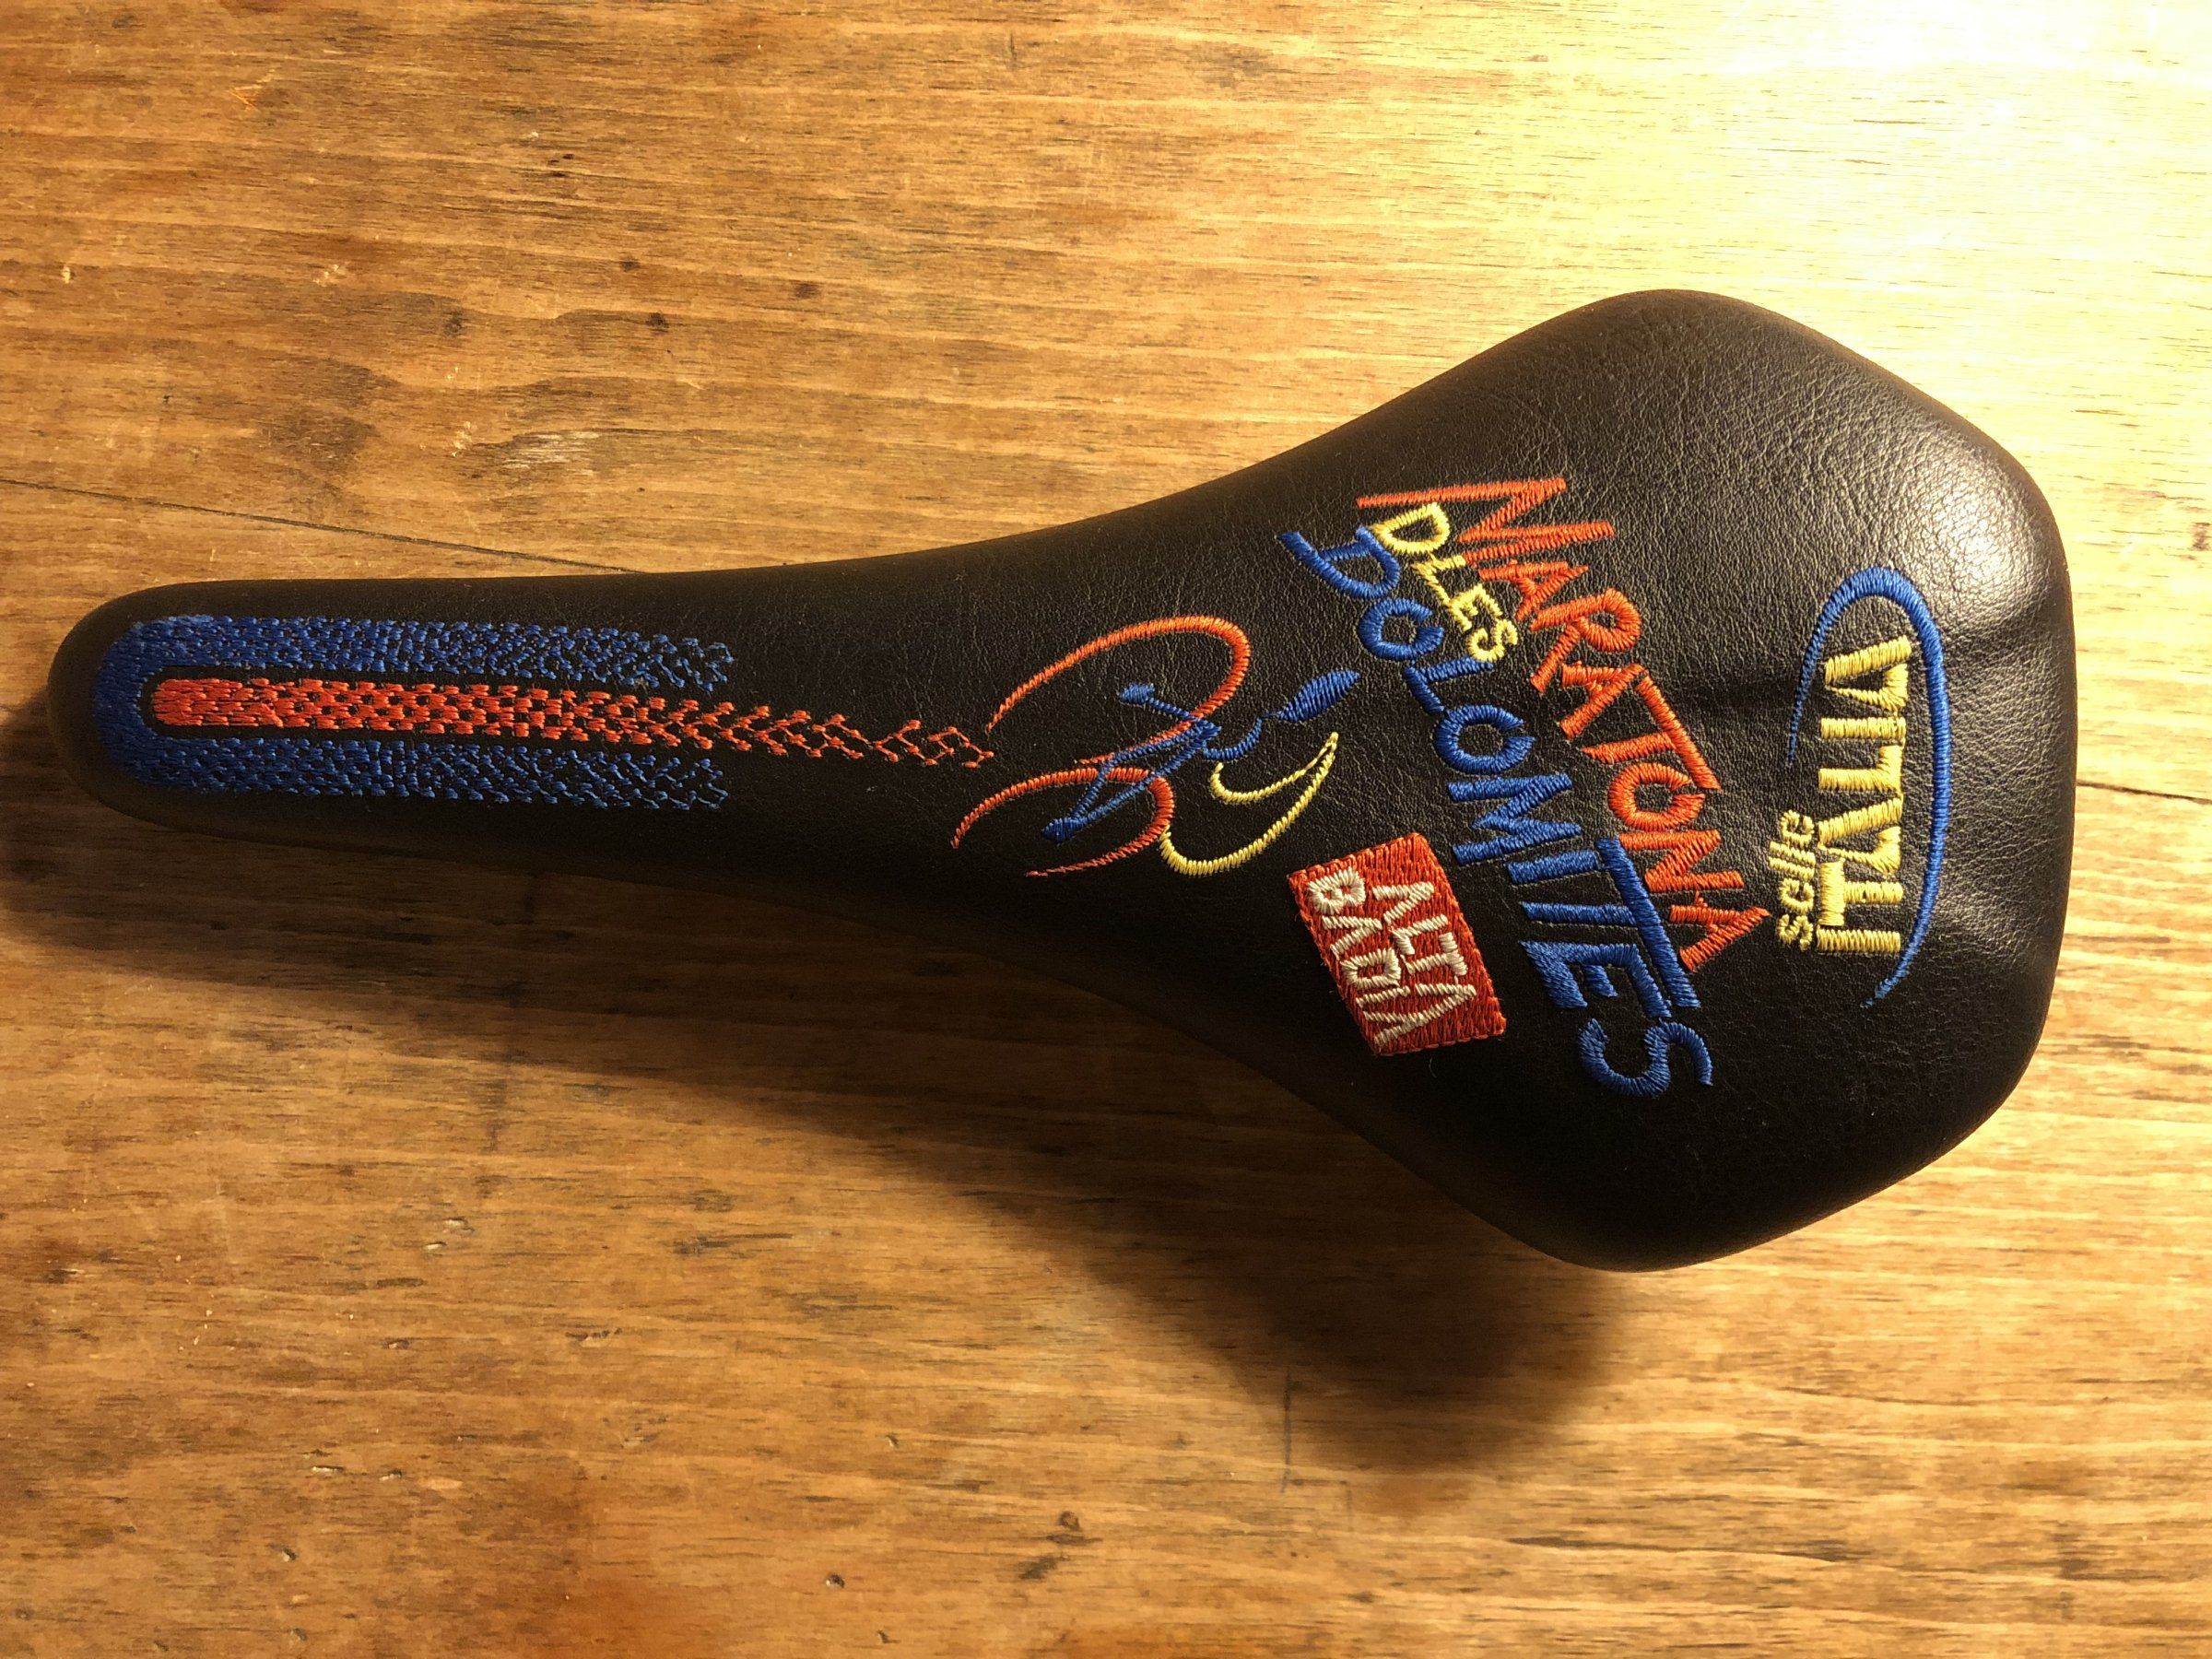 MARATONA
DLES
DOLOMITES
ALTA
BADiA
selle
ITALIA